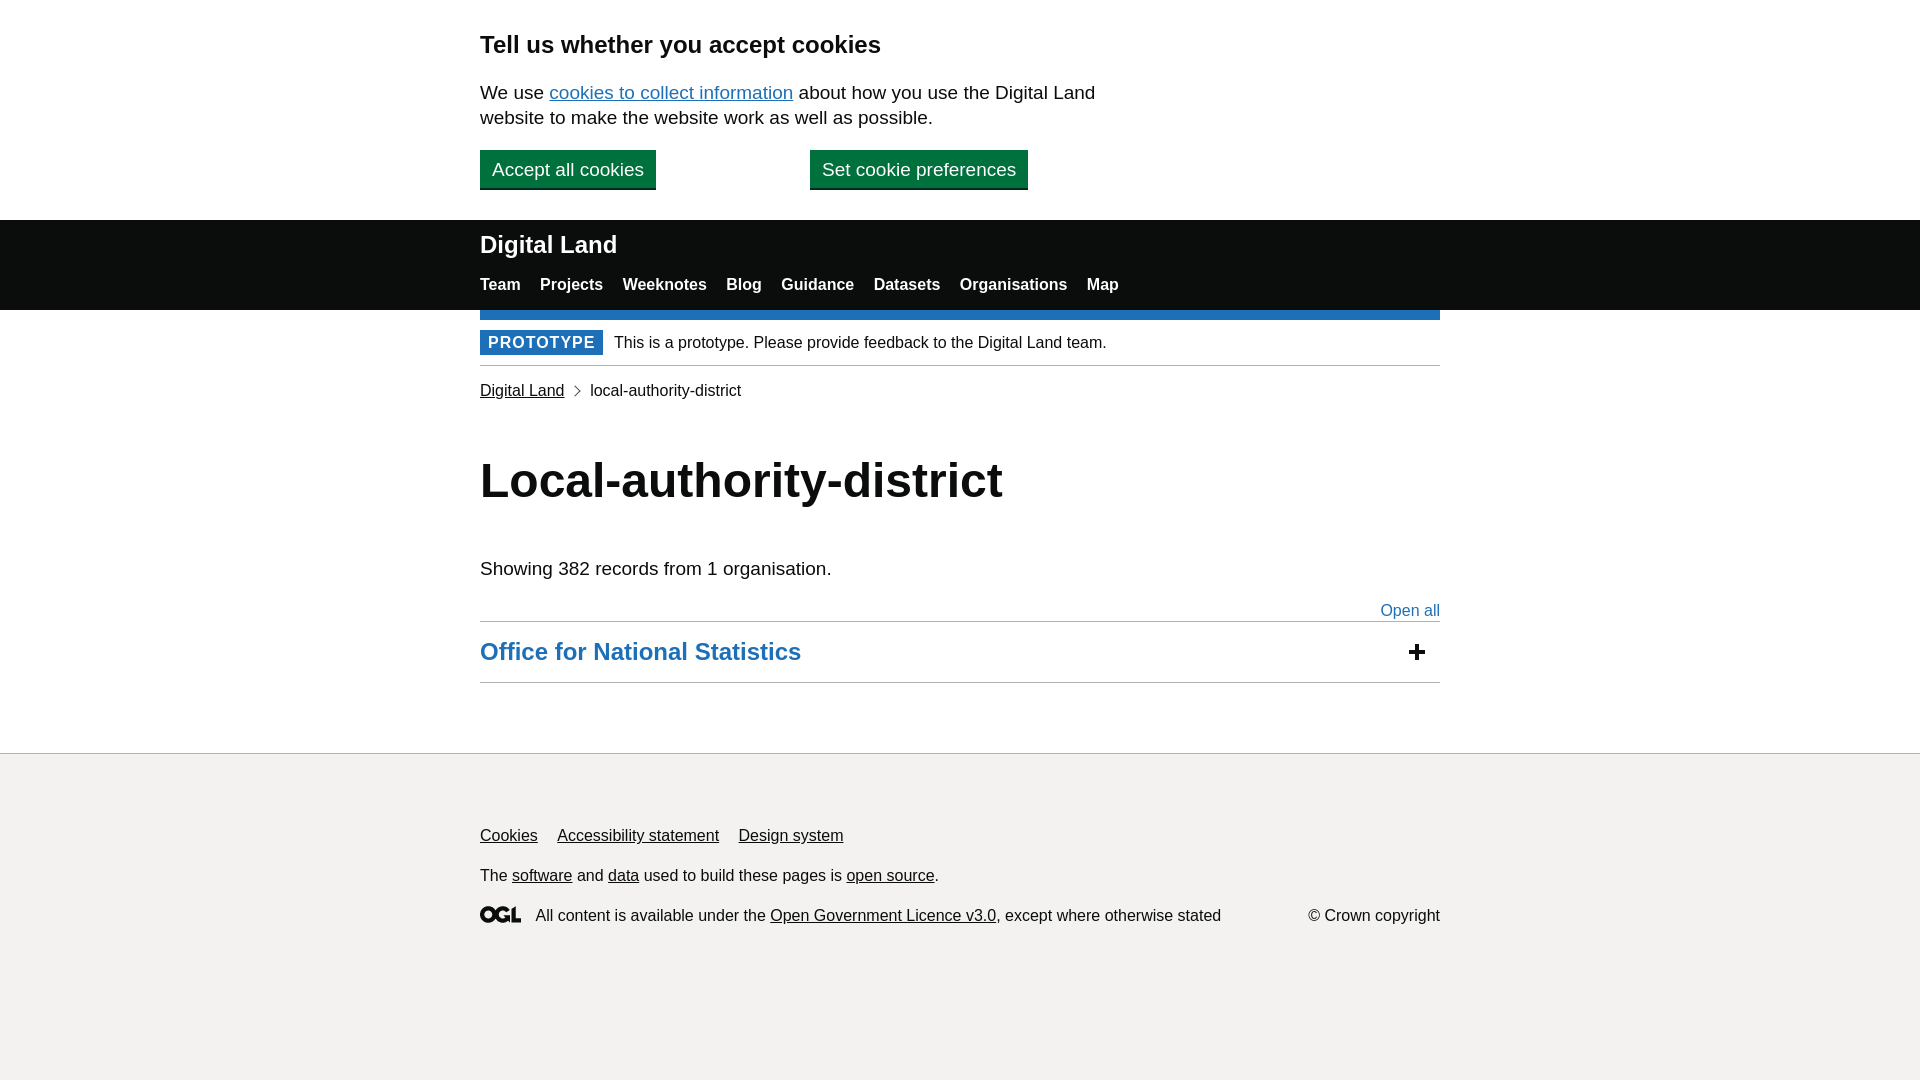 Tell us whether you accept cookies
We use cookies to collect information about how you use the Digital Land
website to make the website work as well as possible.
Accept all cookies
Set cookie preferences
Digital Land
Team Projects Weeknotes Blog Guidance Datasets Organisations Map
PROTOTYPE This is a prototype. Please provide feedback to the Digital Land team.
Digital Land local-authority-district
Local-authority-district
Showing 382 records from 1 organisation.
Open all
Office for National Statistics
Cookies Accessibility statement Design system
The software and data used to build these pages is open source.
OGL All content is available under the Open Government Licence v3.0, except where otherwise stated © Crown copyright